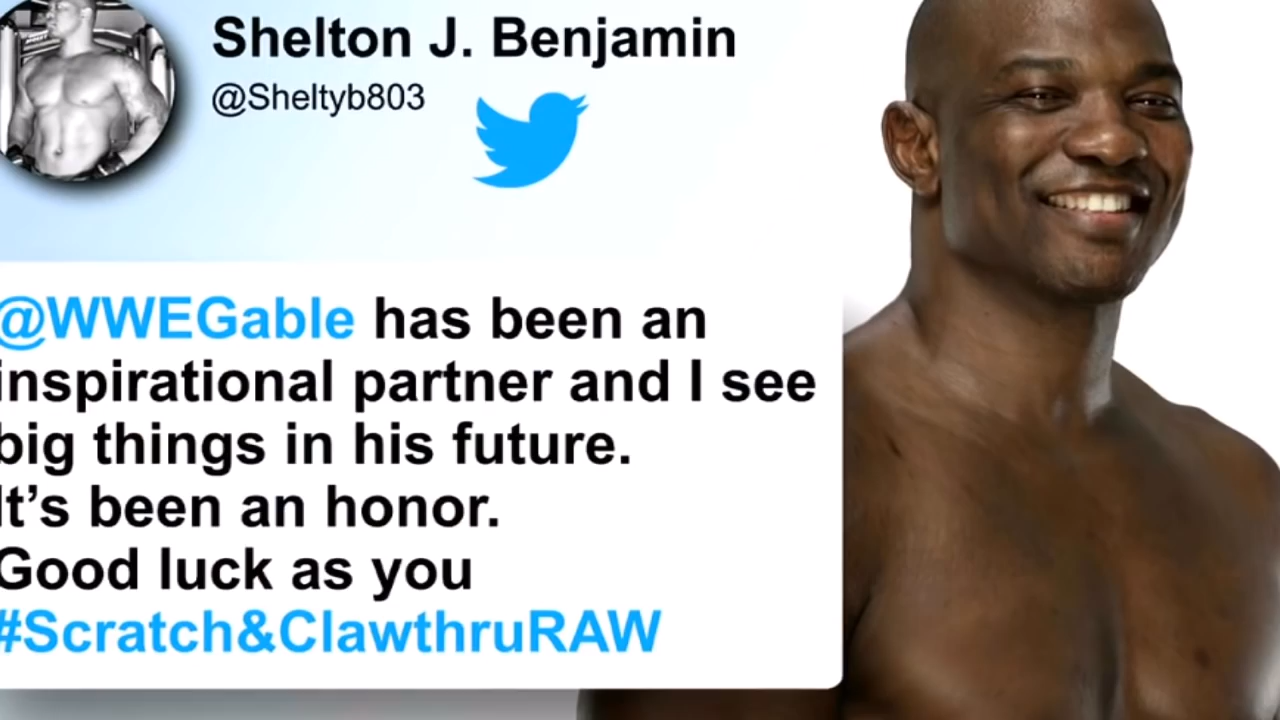 Shelton J. Benjamin
@Sheltyb803
@WWEGable has been an
inspirational partner and I see
big things in his future.
It’s been an honor.
Good luck as you
#Scratch&ClawthruRAW